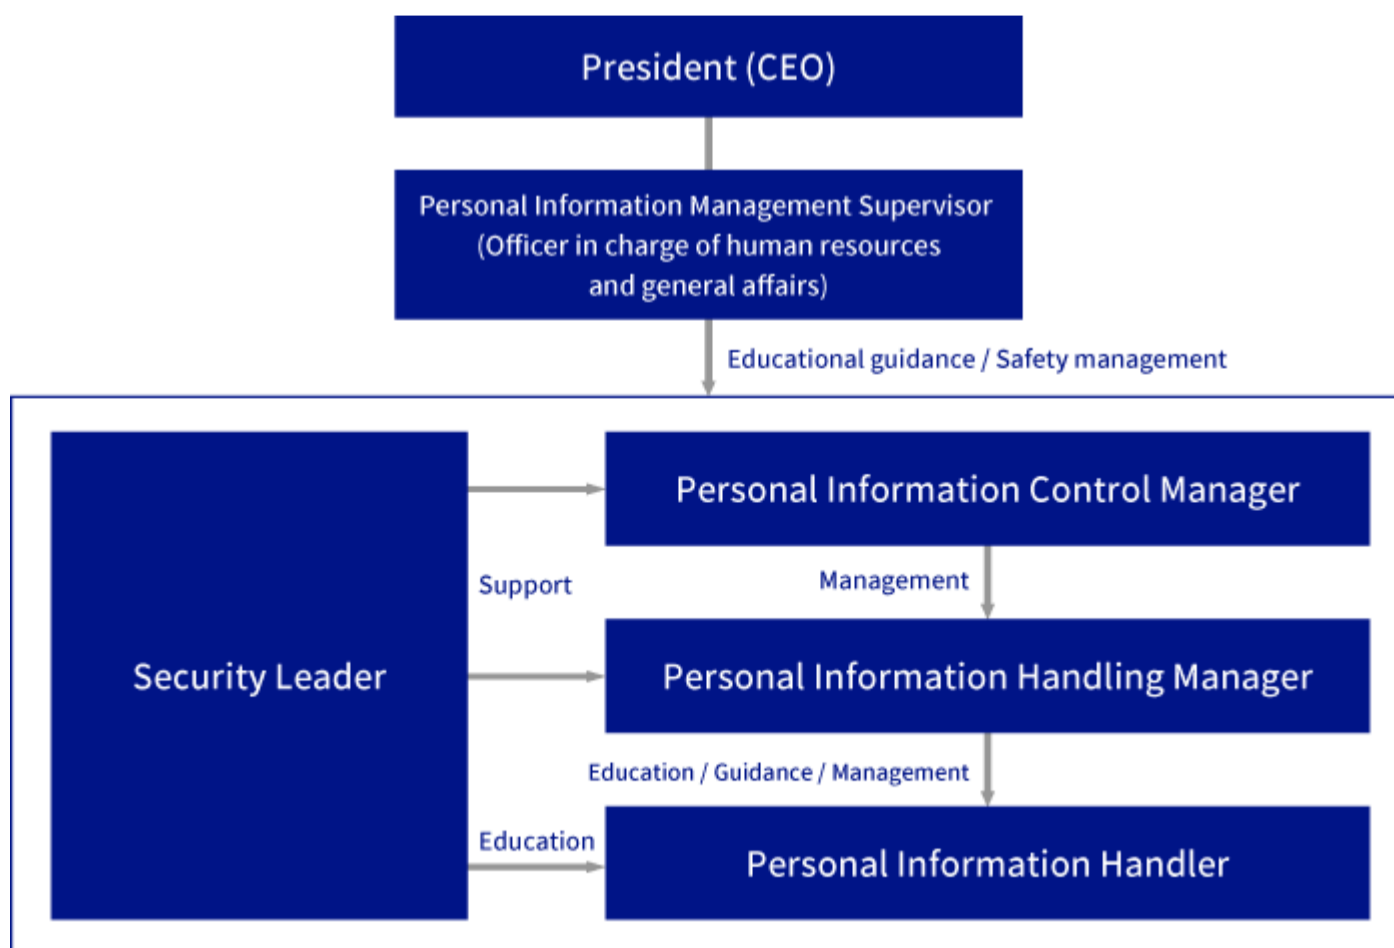 President (CEO)
Personal Information Management Supervisor
(Officer in charge of human resources
and general affairs)
Educational guidance / Safety management
Security Leader
Support
Education
Personal Information Control Manager
Management
Personal Information Handling Manager
Education / Guidance / Management
Personal Information Handler